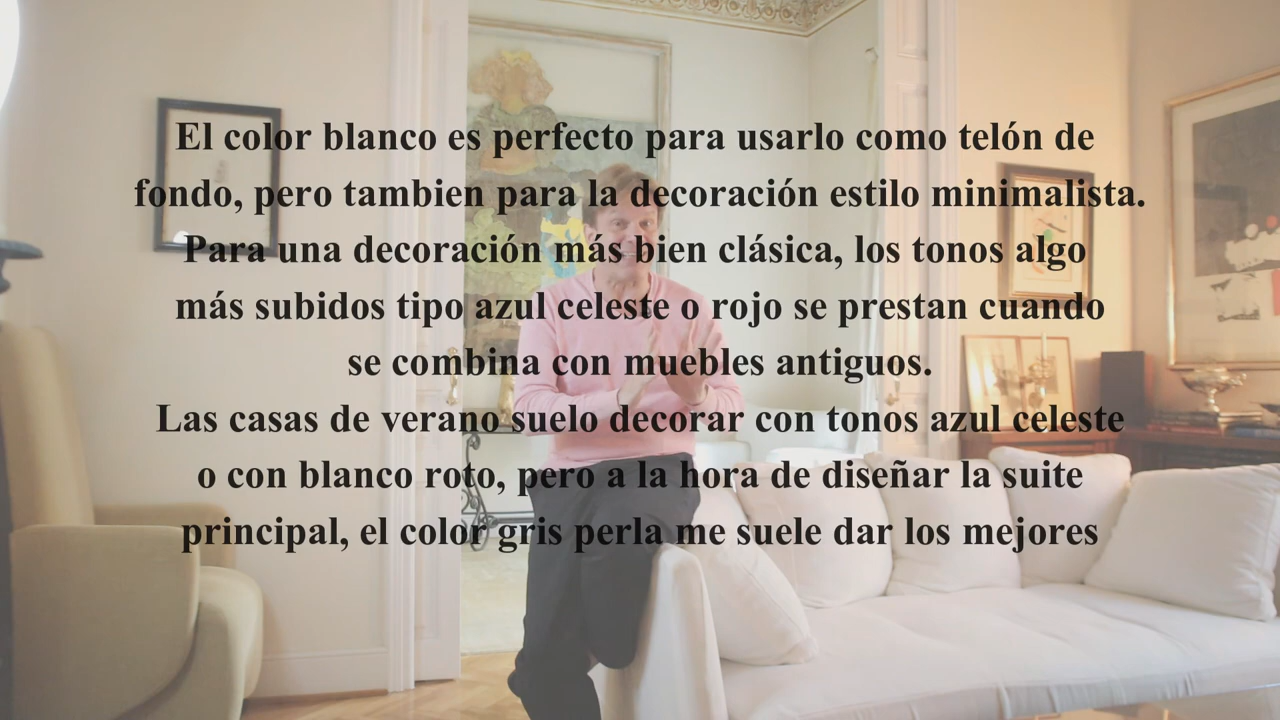 El color blanco es perfecto para usarlo como telón de
fondo, pero tambien para la decoración estilo minimalista.
Para una decoración más bien clásica, los tonos algo
más subidos tipo azul celeste o rojo se prestan cuando
se combina con muebles antiguos.
Las casas de verano suelo decorar con tonos azul celeste
o con blanco roto, pero a la hora de diseñar la suite
principal, el color gris perla me suele dar los mejores